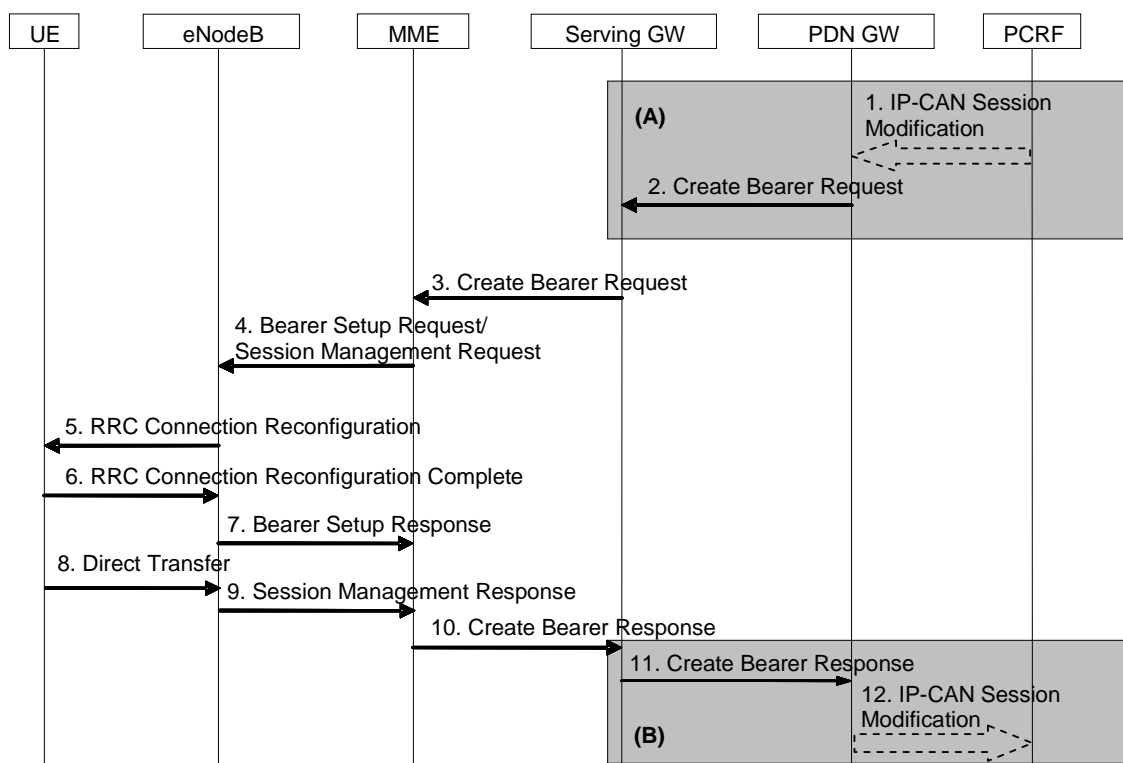 UE
eNodeB
MME
Serving GW
PDN GW
PCRF
(A)
1. IP-CAN Session
Modification
2. Create Bearer Request
3. Create Bearer Request
4. Bearer Setup Request/
Session Management Request
5. RRC Connection Reconfiguration
6. RRC Connection Reconfiguration Complete
7. Bearer Setup Response
8. Direct Transfer
9. Session Management Response
10. Create Bearer Response
11. Create Bearer Response
12. IP-CAN Session
Modification
(B)